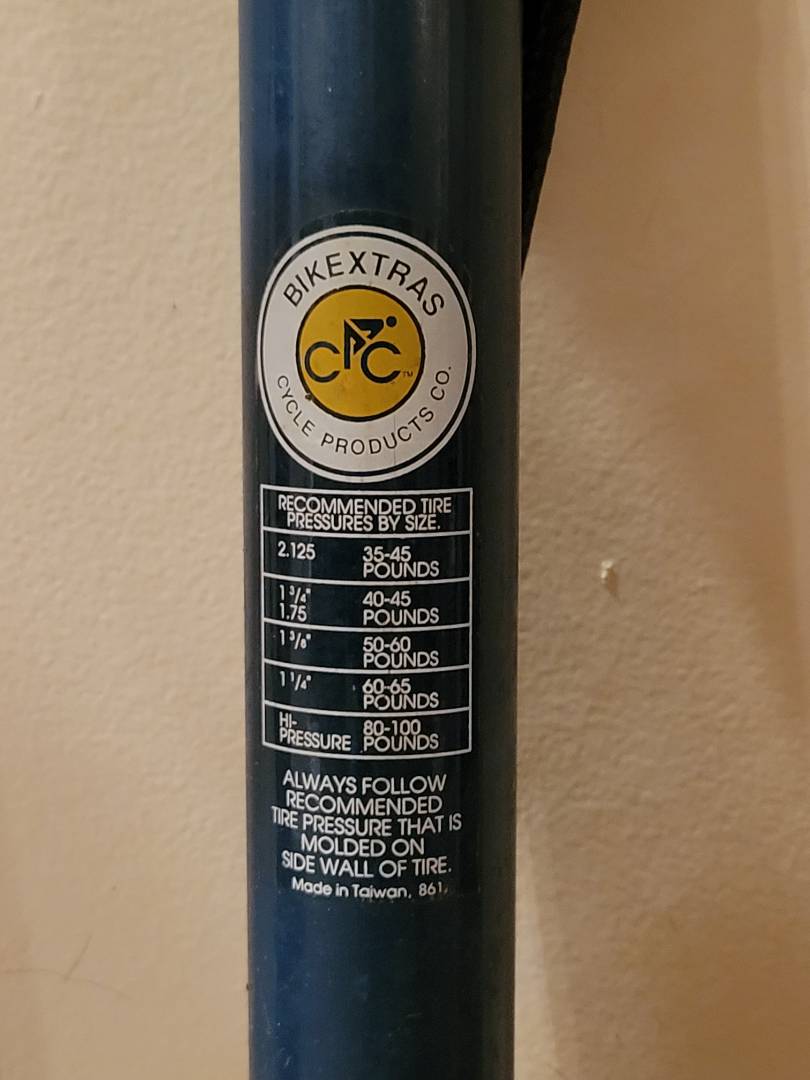 BIKEXTRAS
CPC™
CYCLE PRODUCTS CO.
RECOMMENDED TIRE
PRESSURES BY SIZE.
2.125 35-45
POUNDS
1 3/4" 40-45
1.75 POUNDS
1 3/8" 50-60
POUNDS
1 1/4" 60-65
POUNDS
HI- 80-100
PRESSURE POUNDS
ALWAYS FOLLOW
RECOMMENDED
TIRE PRESSURE THAT IS
MOLDED ON
SIDE WALL OF TIRE.
Made in Taiwan, 861.